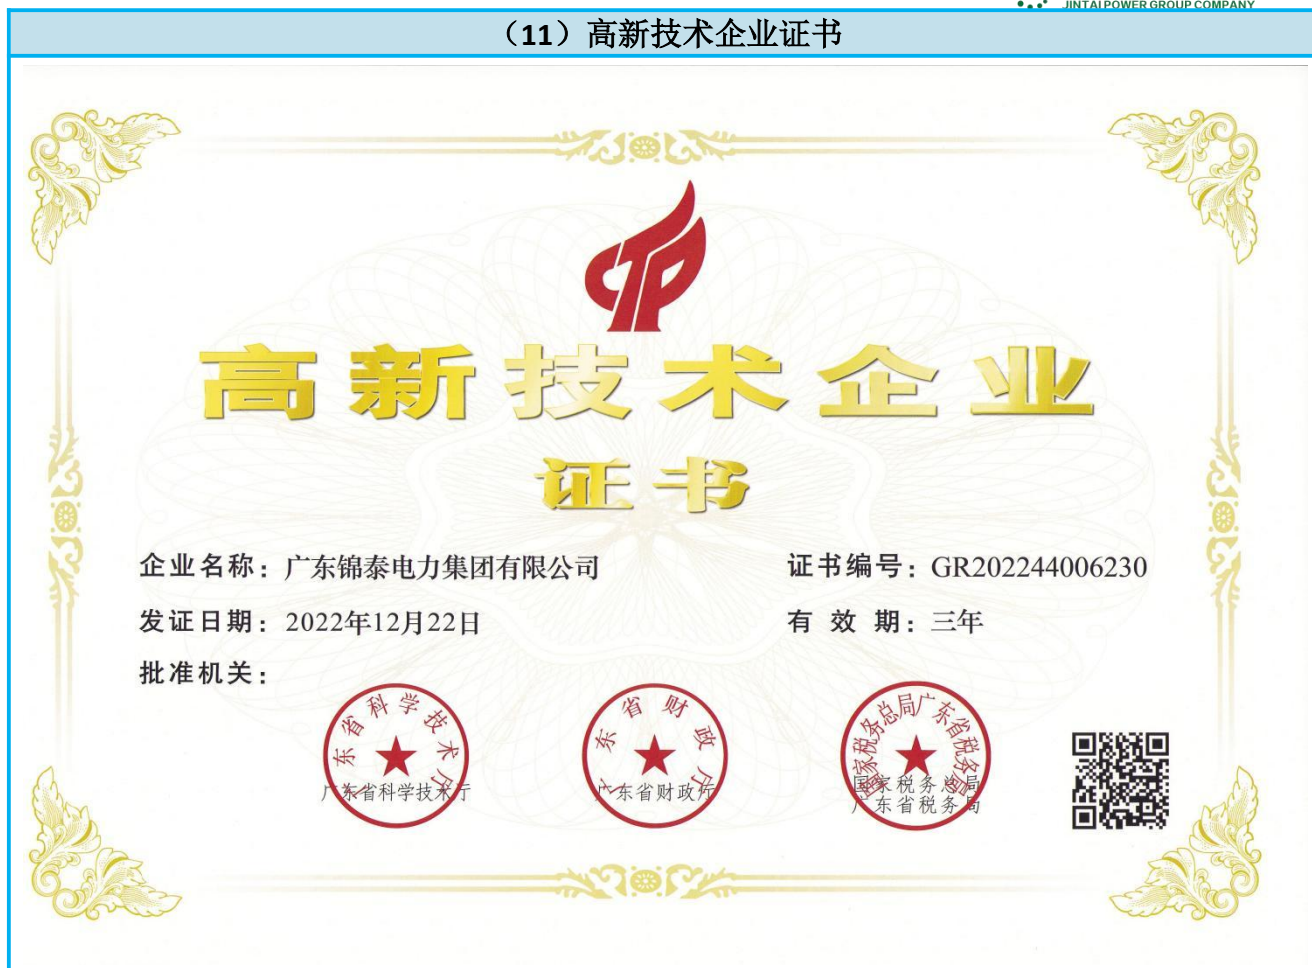 JINTAI POWER GROUP COMPANY
（11）高新技术企业证书
高新技术企业
证书
企业名称：广东锦泰电力集团有限公司
证书编号：GR202244006230
发证日期：2022年12月22日
有效期：三年
批准机关：
广东省科学技术厅
广东省科学技术厅
广东省财政厅
广东省财政厅
国家税务总局广东省税务局
国家税务总局
广东省税务局